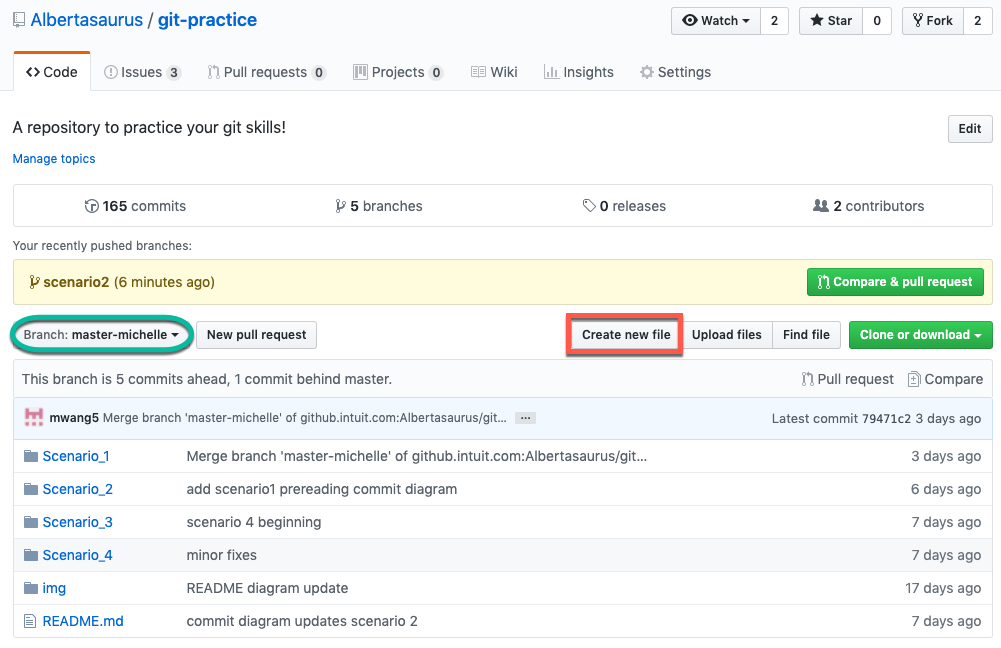 Albertasaurus / git-practice
Watch 2 Star 0 Fork 2
Code Issues 3 Pull requests 0 Projects 0 Wiki Insights Settings
A repository to practice your git skills! Edit
Manage topics
165 commits 5 branches 0 releases 2 contributors
Your recently pushed branches:
scenario2 (6 minutes ago) Compare & pull request
Branch: master-michelle New pull request Create new file Upload files Find file Clone or download
This branch is 5 commits ahead, 1 commit behind master. Pull request Compare
mwang5 Merge branch 'master-michelle' of github.intuit.com:Albertasaurus/git... ... Latest commit 79471c2 3 days ago
Scenario_1 Merge branch 'master-michelle' of github.intuit.com:Albertasaurus/git... 3 days ago
Scenario_2 add scenario1 prereading commit diagram 6 days ago
Scenario_3 scenario 4 beginning 7 days ago
Scenario_4 minor fixes 7 days ago
img README diagram update 17 days ago
README.md commit diagram updates scenario 2 7 days ago